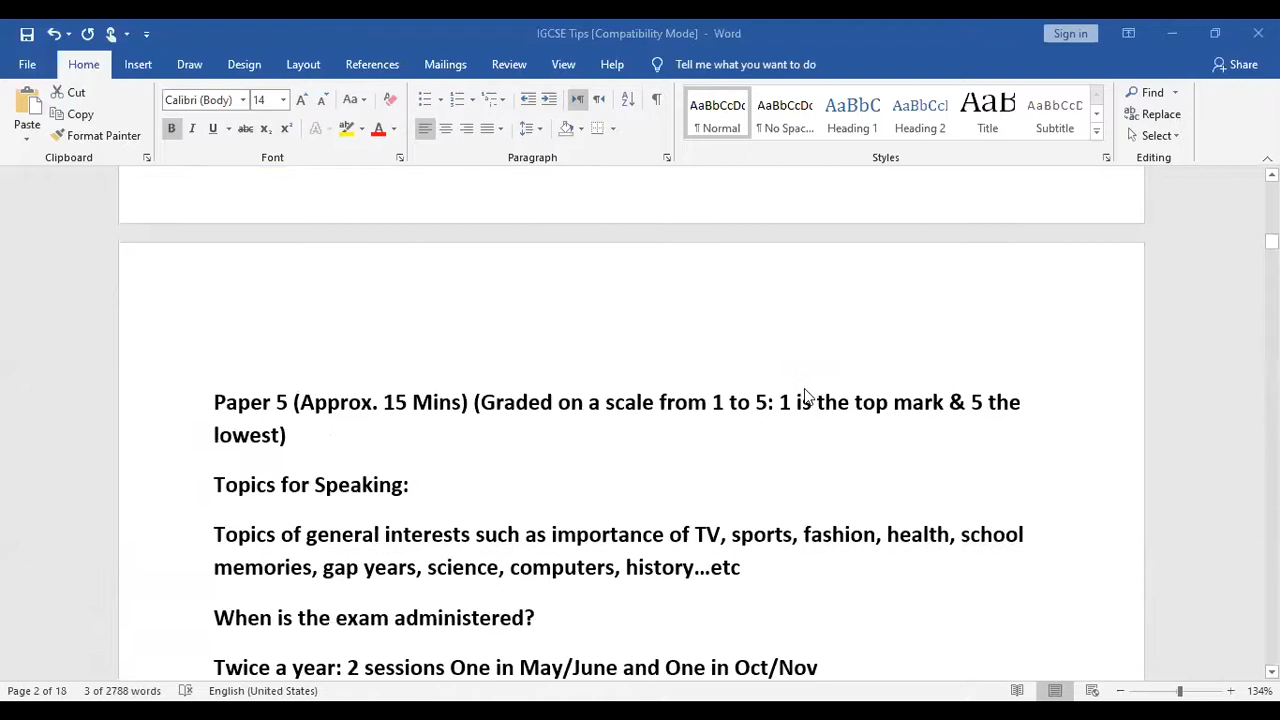 IGCSE Tips [Compatibility Mode] - Word
Sign in
File Home Insert Draw Design Layout References Mailings Review View Help Tell me what you want to do Share
Paste
Cut
Copy
Format Painter
Clipboard
Calibri (Body) 14
Font
Paragraph
AaBbCcDc AaBbCcDc AaBbC AaBbCcl AaB AaBbCcD
¶ Normal ¶ No Spac... Heading 1 Heading 2 Title Subtitle
Styles
Find
Replace
Select
Editing
Paper 5 (Approx. 15 Mins) (Graded on a scale from 1 to 5: 1 is the top mark & 5 the
lowest)
Topics for Speaking:
Topics of general interests such as importance of TV, sports, fashion, health, school
memories, gap years, science, computers, history…etc
When is the exam administered?
Twice a year: 2 sessions One in May/June and One in Oct/Nov
Page 2 of 18 3 of 2788 words English (United States) 134%